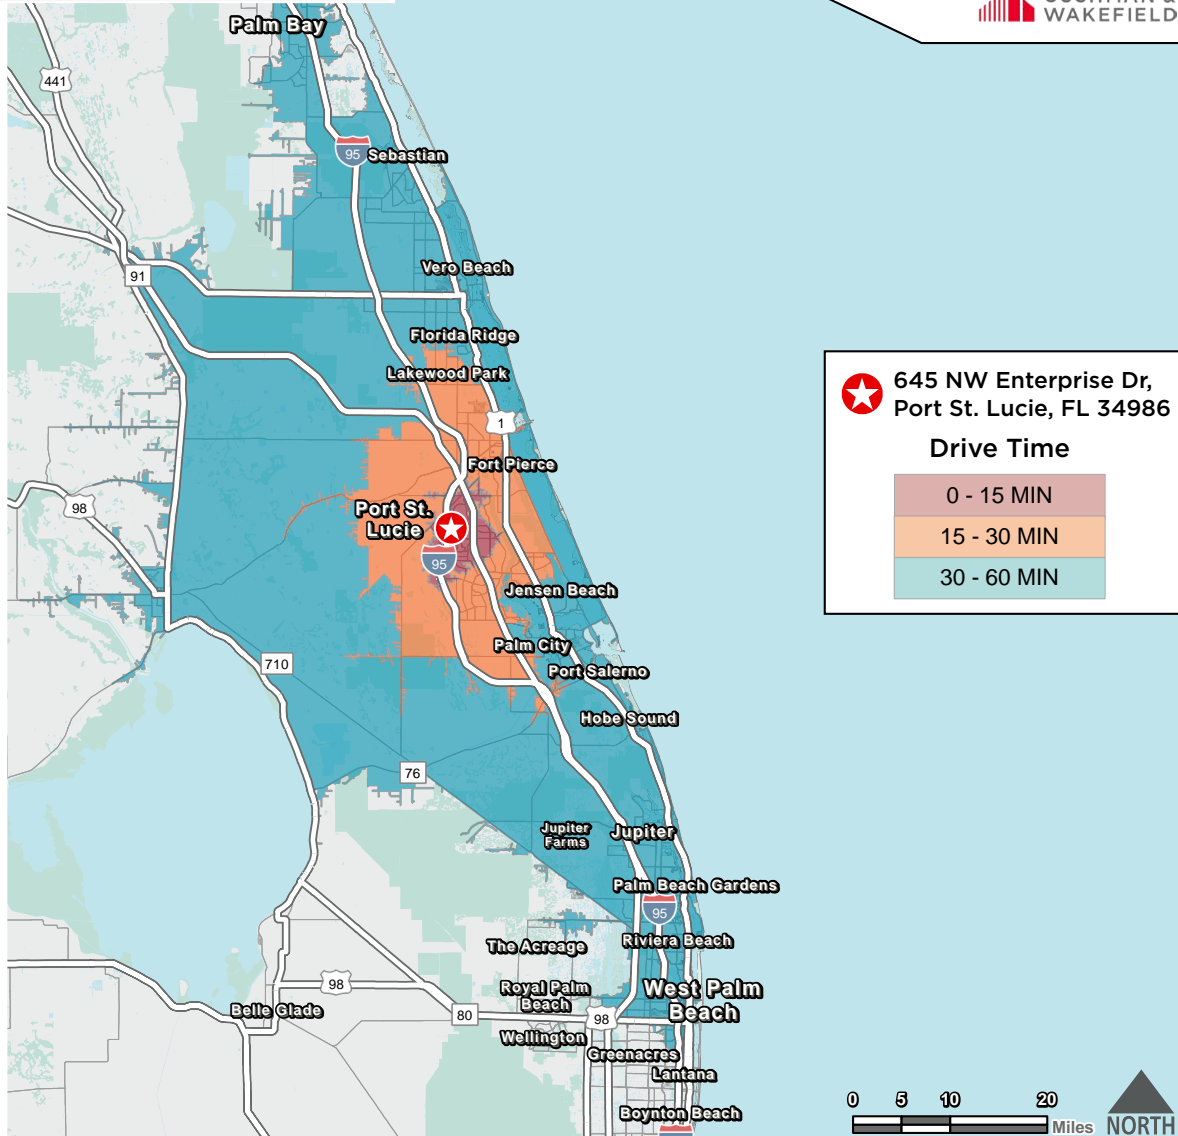 WAKEFIELD
Palm Bay
441
95
Sebastian
91
Vero Beach
Florida Ridge
Lakewood Park
1
Fort Pierce
98
Port St.
Lucie
95
Jensen Beach
Palm City
710
Port Salerno
Hobe Sound
76
Jupiter
Farms
Jupiter
Palm Beach Gardens
95
The Acreage
Riviera Beach
98
Royal Palm
Beach
West Palm
Beach
Belle Glade
80
98
Wellington
Greenacres
Lantana
Boynton Beach
645 NW Enterprise Dr,
Port St. Lucie, FL 34986
Drive Time
0 - 15 MIN
15 - 30 MIN
30 - 60 MIN
0 5 10 20
Miles
NORTH